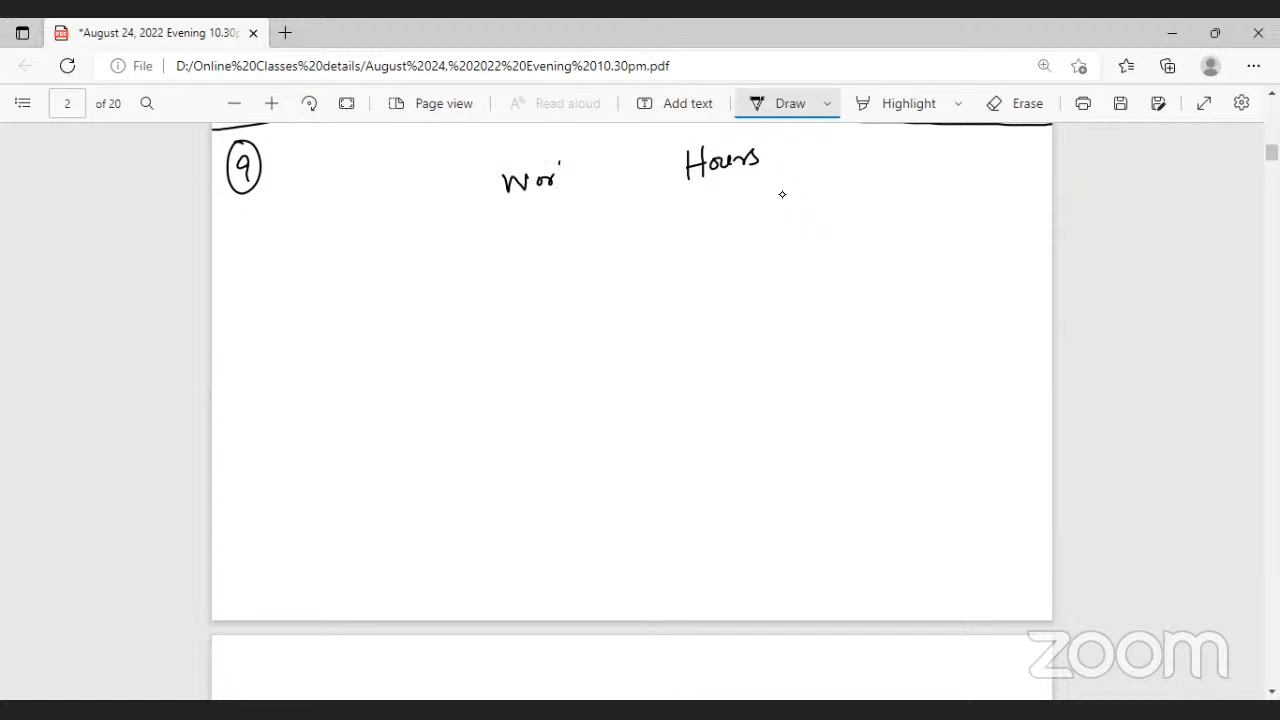 *August 24, 2022 Evening 10.30p
File D:/Online%20Classes%20details/August%2024,%202022%20Evening%2010.30pm.pdf
2 of 20 Page view Read aloud Add text Draw Highlight Erase
9 Wor Hours
zoom